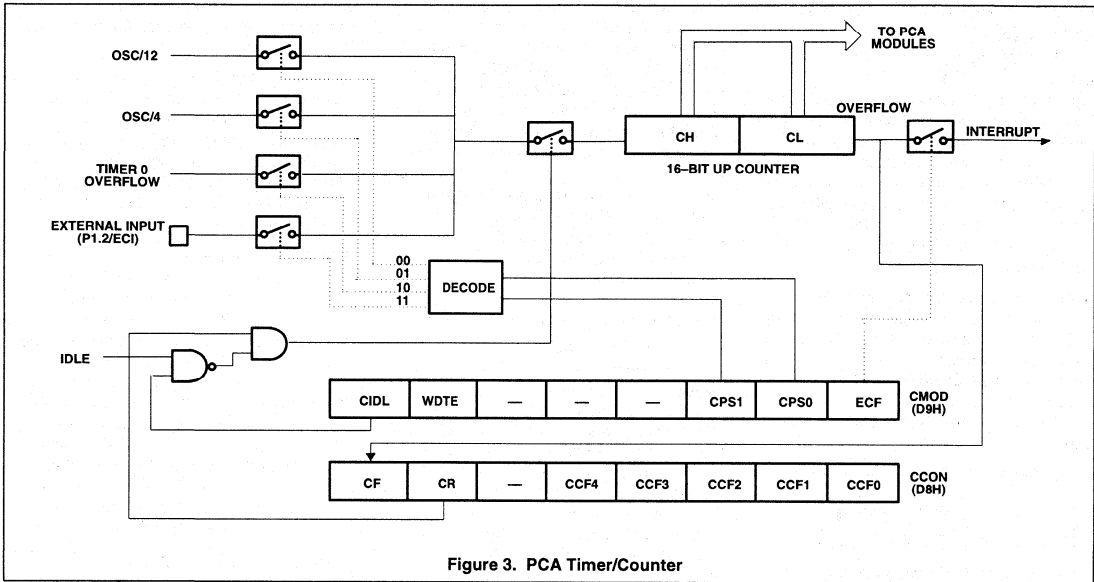 OSC/12
OSC/4
TIMER 0
OVERFLOW
EXTERNAL INPUT
(P1.2/ECI)
TO PCA
MODULES
CH
CL
16–BIT UP COUNTER
OVERFLOW
INTERRUPT
00
01
10
11
DECODE
IDLE
CIDL WDTE — — — CPS1 CPS0 ECF
CMOD
(D9H)
CF CR — CCF4 CCF3 CCF2 CCF1 CCF0
CCON
(D8H)
Figure 3. PCA Timer/Counter